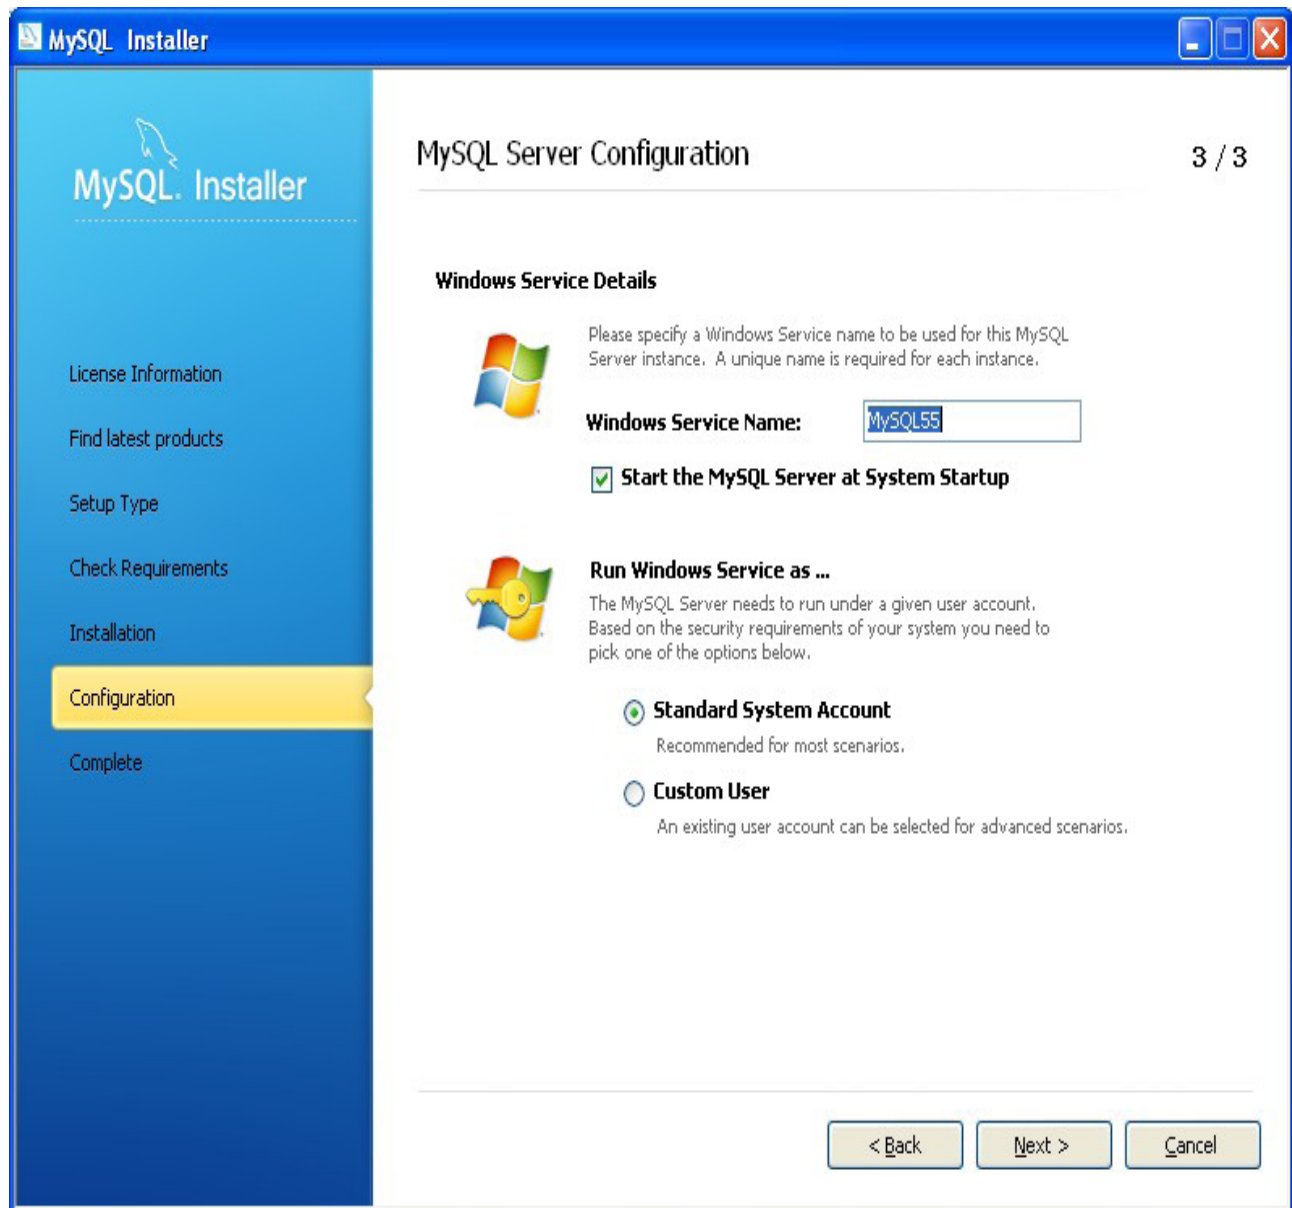 MySQL Installer
MySQL. Installer
MySQL Server Configuration
3 / 3
Windows Service Details
Please specify a Windows Service name to be used for this MySQL
Server instance. A unique name is required for each instance.
Windows Service Name:
MySQL55
Start the MySQL Server at System Startup
Run Windows Service as ...
The MySQL Server needs to run under a given user account.
Based on the security requirements of your system you need to
pick one of the options below.
Standard System Account
Recommended for most scenarios.
Custom User
An existing user account can be selected for advanced scenarios.
License Information
Find latest products
Setup Type
Check Requirements
Installation
Configuration
Complete
< Back
Next >
Cancel